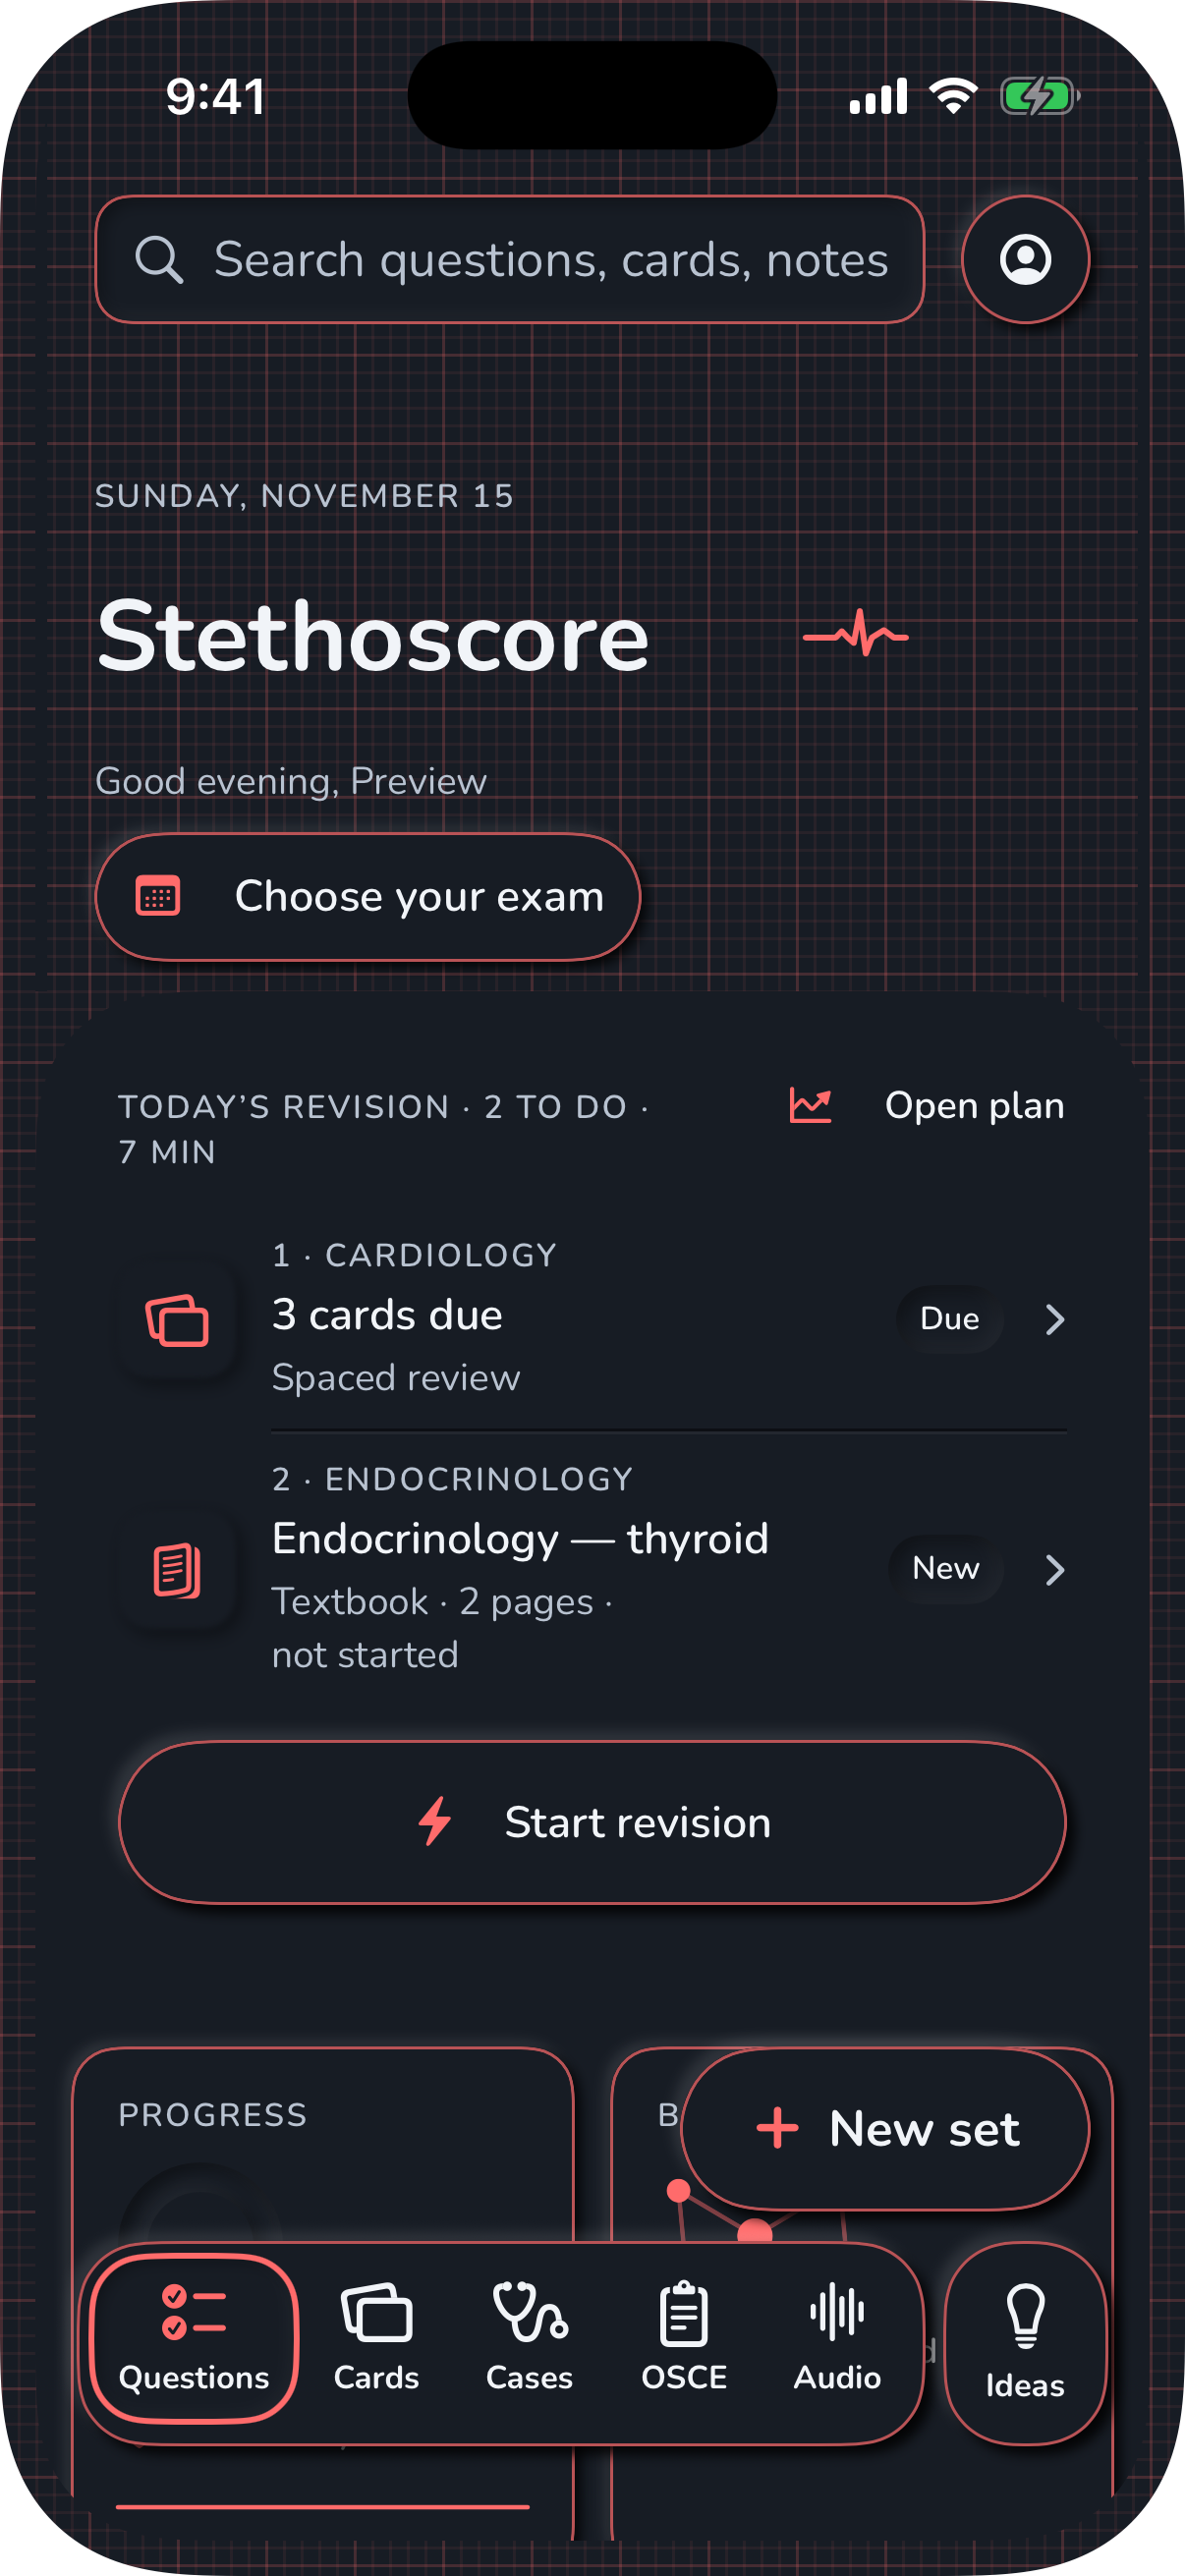 9:41
Search questions, cards, notes
SUNDAY, NOVEMBER 15
Stethoscore
Good evening, Preview
Choose your exam
TODAY’S REVISION · 2 TO DO ·
7 MIN
Open plan
1 · CARDIOLOGY
3 cards due
Spaced review
Due
2 · ENDOCRINOLOGY
Endocrinology — thyroid
Textbook · 2 pages ·
not started
New
Start revision
PROGRESS
New set
Questions
Cards
Cases
OSCE
Audio
Ideas